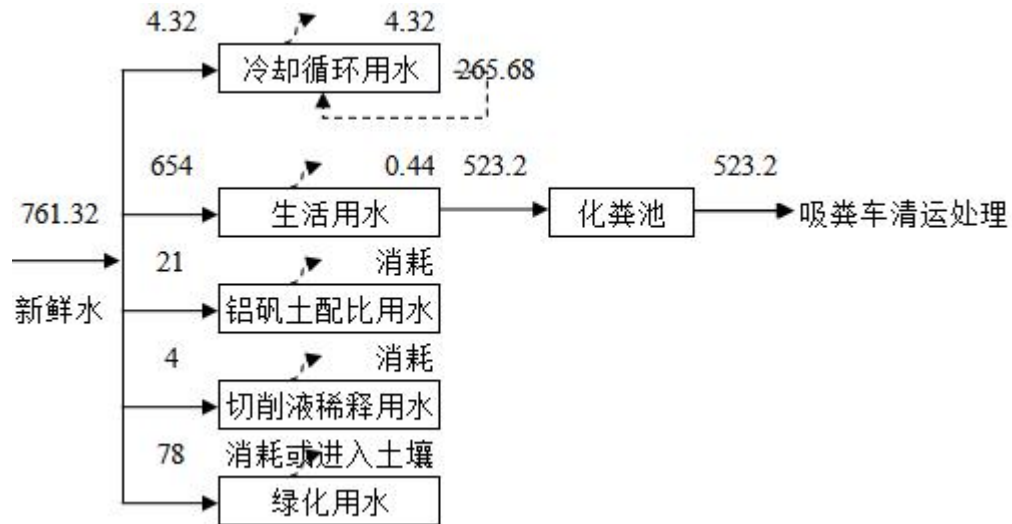 4.32 4.32
冷却循环用水 265.68
654 0.44 523.2 523.2
761.32 生活用水 化粪池 吸粪车清运处理
21 消耗
新鲜水 铝矾土配比用水
4 消耗
切削液稀释用水
78 消耗或进入土壤
绿化用水